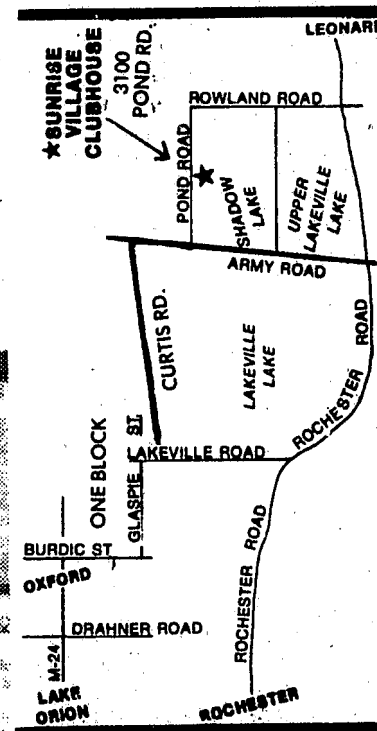 LEONARD
★SUNRISE
VILLAGE
CLUBHOUSE
3100
POND RD.
ROWLAND ROAD
POND ROAD
SHADOW
LAKE
UPPER
LAKEVILLE
LAKE
ARMY ROAD
CURTIS RD.
LAKEVILLE
LAKE
ROCHESTER
ROAD
ONE BLOCK
GLASPIE
ST.
LAKEVILLE ROAD
BURDIC ST
OXFORD
ROCHESTER ROAD
DRAHNER ROAD
M-24
LAKE
ORION
ROCHESTER